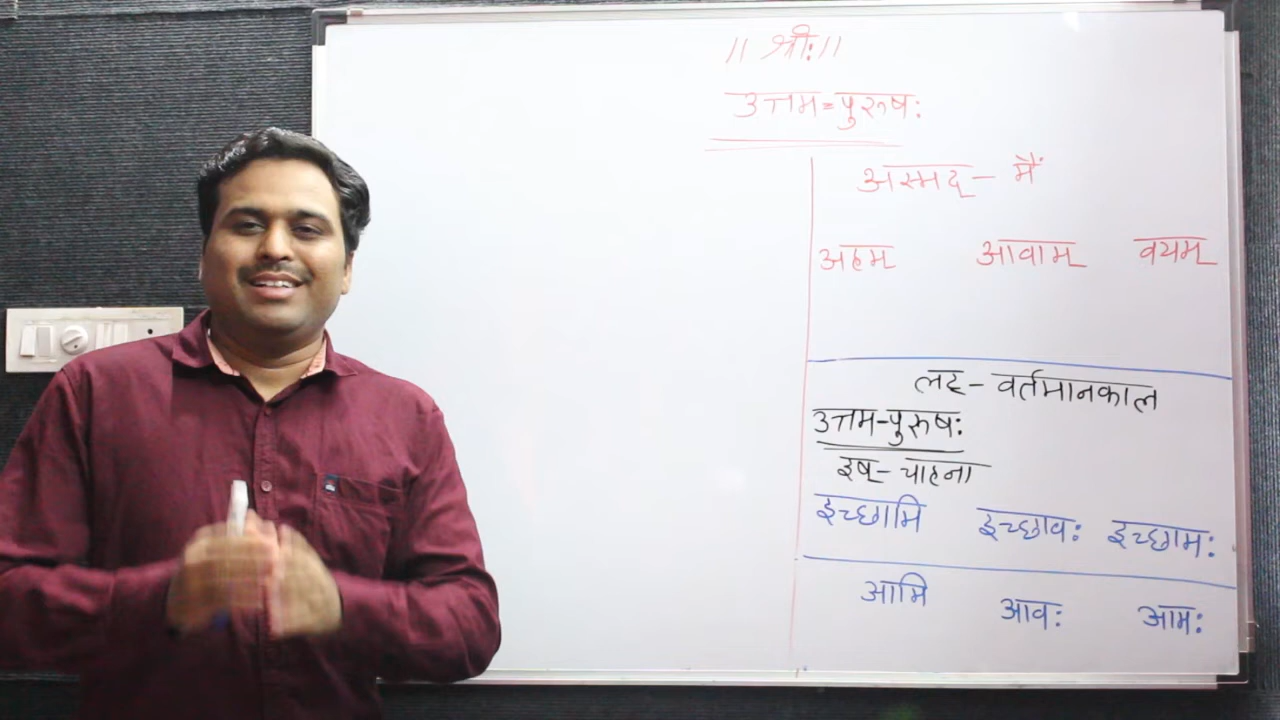 ॥ श्रीः॥
उत्तम=पुरुषः
अस्मद् - मैं
अहम् आवाम् वयम्
लट् - वर्तमानकाल
उत्तम-पुरुषः
इष् - चाहना
इच्छामि इच्छावः इच्छामः
आमि आवः आमः